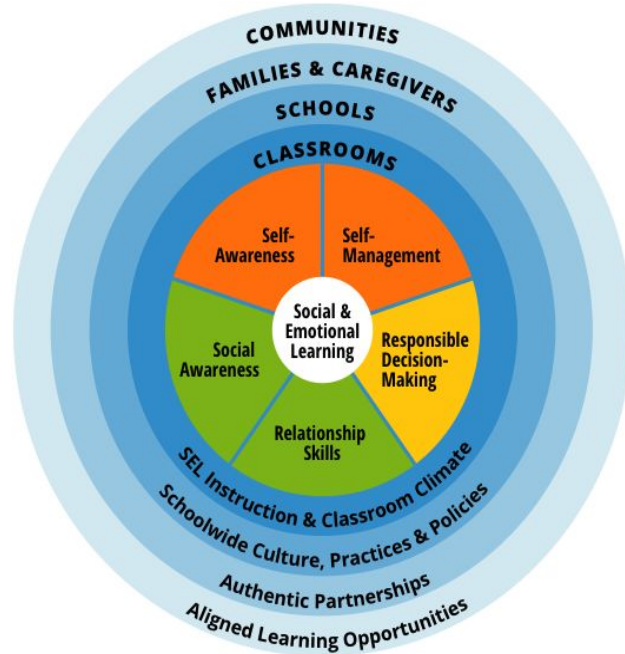 COMMUNITIES
FAMILIES & CAREGIVERS
SCHOOLS
CLASSROOMS
Self-
Awareness
Self-
Management
Social &
Emotional
Learning
Social
Awareness
Responsible
Decision-
Making
Relationship
Skills
SEL Instruction & Classroom Climate
Schoolwide Culture, Practices & Policies
Authentic Partnerships
Aligned Learning Opportunities